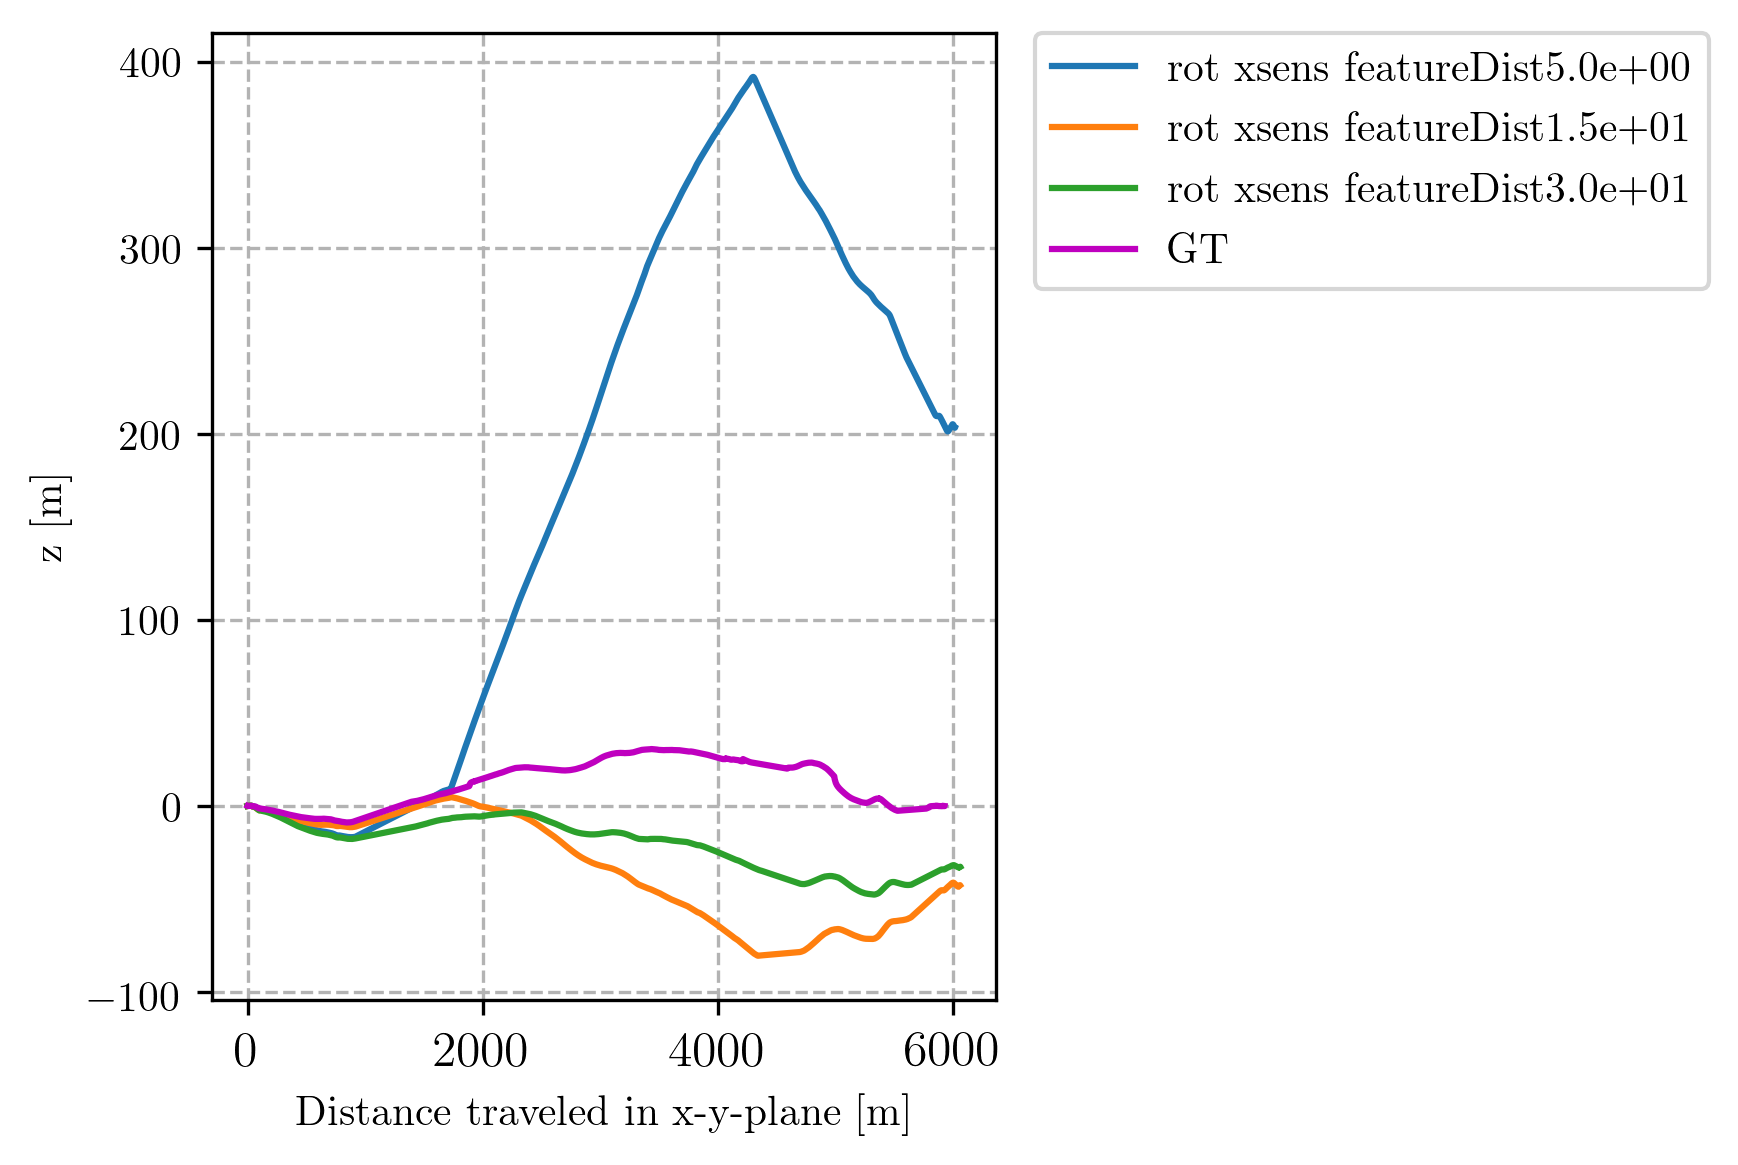 400
300
200
100
0
−100
z [m]
0 2000 4000 6000
Distance traveled in x-y-plane [m]
rot xsens featureDist5.0e+00
rot xsens featureDist1.5e+01
rot xsens featureDist3.0e+01
GT